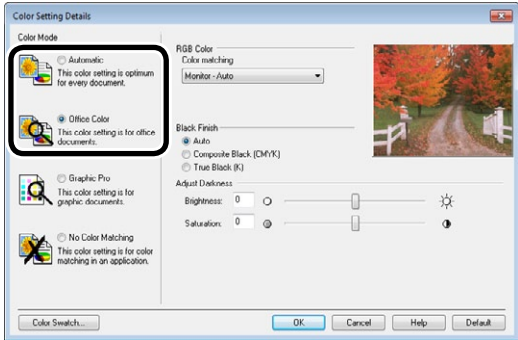 Color Setting Details
Color Mode
Automatic
This color setting is optimum
for every document.
Office Color
This color setting is for office
documents.
Graphic Pro
This color setting is for
graphic documents.
No Color Matching
This color setting is for color
matching in an application.
RGB Color
Color matching
Monitor - Auto
Black Finish
Auto
Composite Black (CMYK)
True Black (K)
Adjust Darkness
Brightness: 0
Saturation: 0
Color Swatch...
OK Cancel Help Default